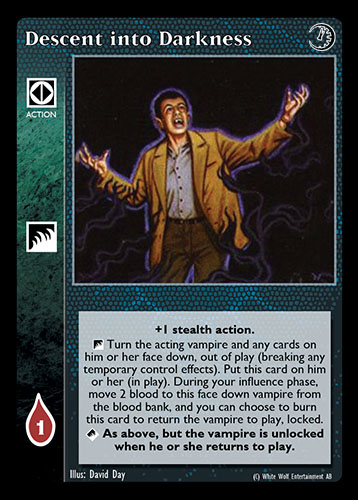 Descent into Darkness
ACTION
+1 stealth action.
Turn the acting vampire and any cards on
him or her face down, out of play (breaking any
temporary control effects). Put this card on him
or her (in play). During your influence phase,
move 2 blood to this face down vampire from
the blood bank, and you can choose to burn
this card to return the vampire to play, locked.
As above, but the vampire is unlocked
when he or she returns to play.
1
Illus: David Day
(C) White Wolf Entertainment AB